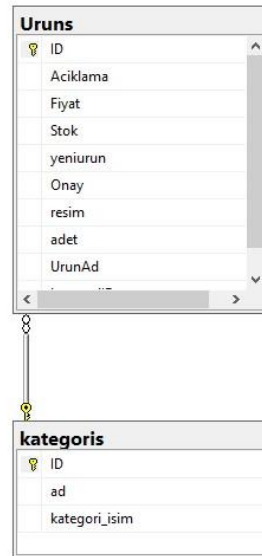 Uruns
ID
Aciklama
Fiyat
Stok
yeniurun
Onay
resim
adet
UrunAd
kategoris
ID
ad
kategori_isim